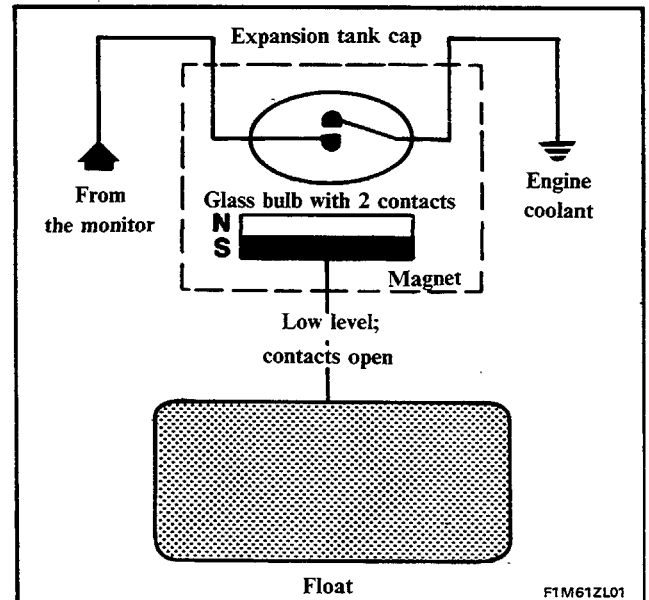 Expansion tank cap
From
the monitor
Engine
coolant
Glass bulb with 2 contacts
N
S
Magnet
Low level;
contacts open
Float
F1M61ZL01